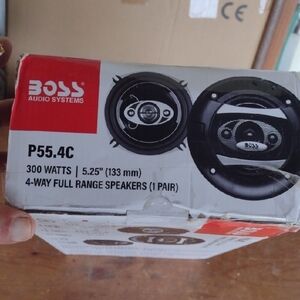 BOSS
AUDIO SYSTEMS
P55.4C
300 WATTS | 5.25" (133 mm)
4-WAY FULL RANGE SPEAKERS (1 PAIR)
BOSS